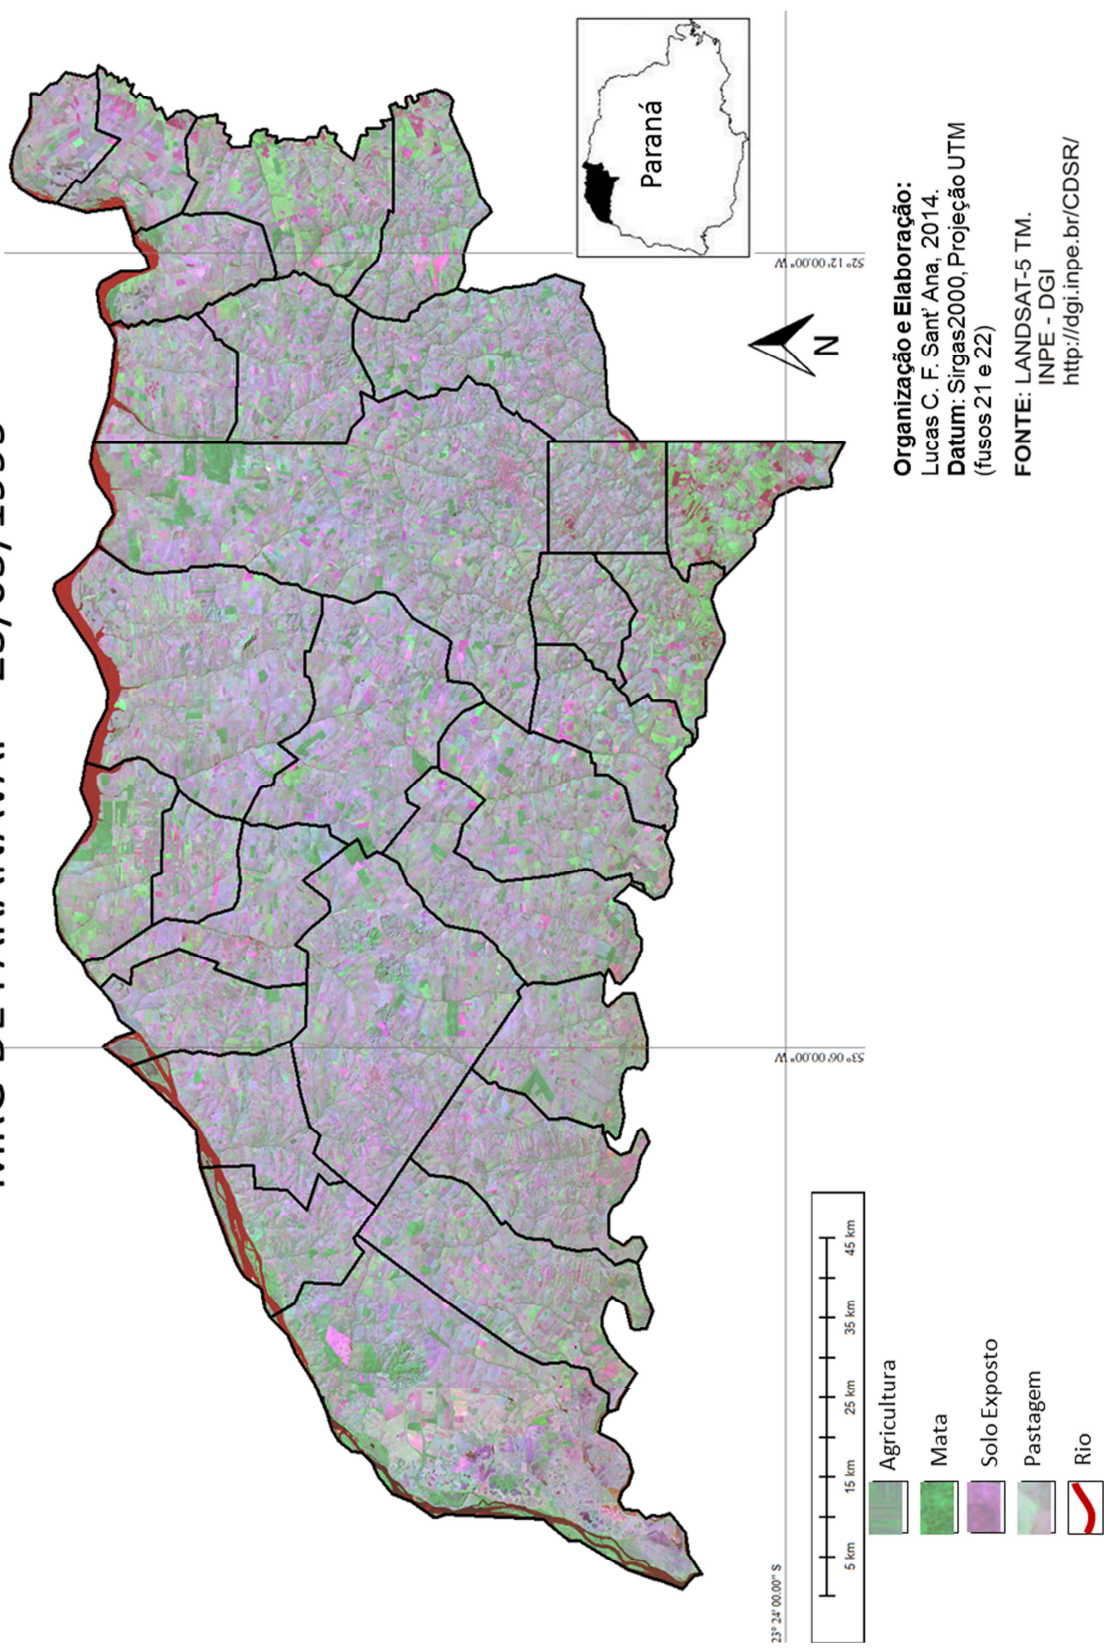 Paraná
52°12' 00.00" W
N
53°06' 00.00" W
23° 24' 00.00" S
Organização e Elaboração:
Lucas C. F. Sant' Ana, 2014.
Datum: Sirgas2000, Projeção UTM
(fusos 21 e 22)
FONTE: LANDSAT-5 TM.
INPE - DGI
http://dgi.inpe.br/CDSR/
5 km 15 km 25 km 35 km 45 km
Agricultura
Mata
Solo Exposto
Pastagem
Rio